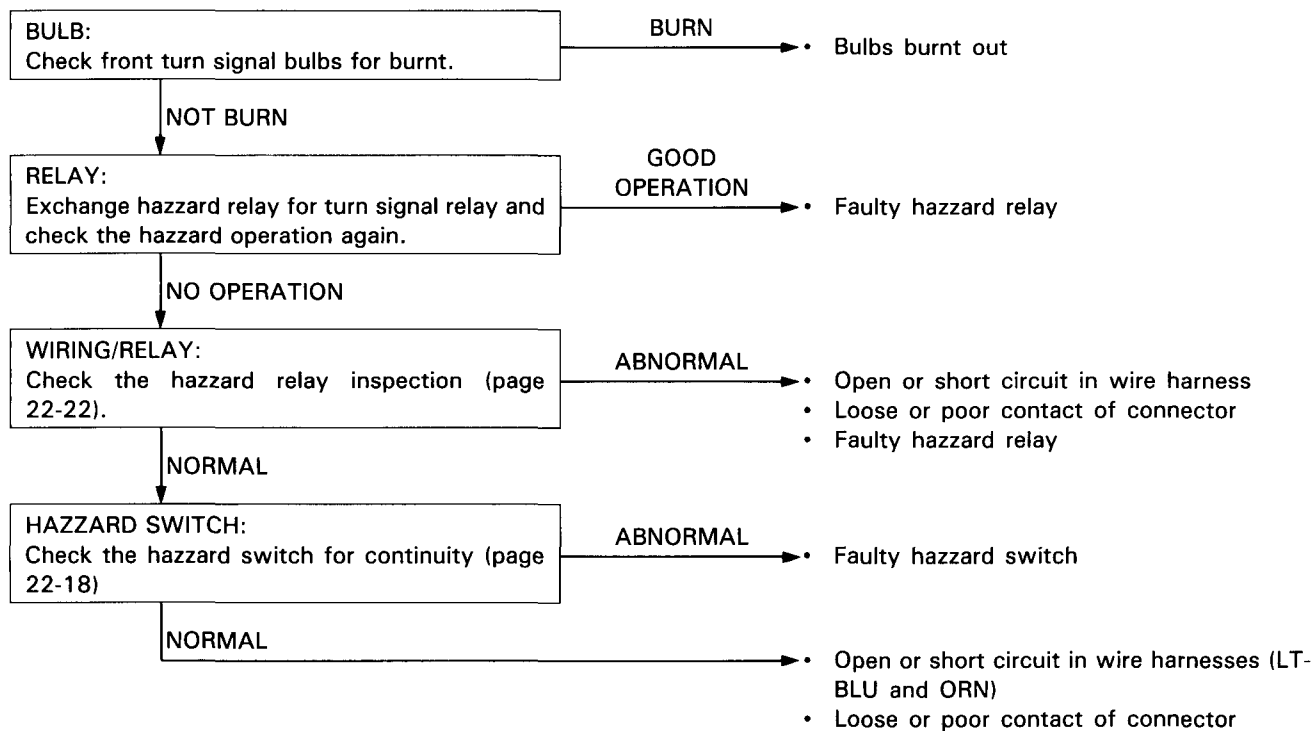 BULB:
Check front turn signal bulbs for burnt.
BURN
• Bulbs burnt out
NOT BURN
RELAY:
Exchange hazzard relay for turn signal relay and
check the hazzard operation again.
GOOD
OPERATION
• Faulty hazzard relay
NO OPERATION
WIRING/RELAY:
Check the hazzard relay inspection (page
22-22).
ABNORMAL
• Open or short circuit in wire harness
• Loose or poor contact of connector
• Faulty hazzard relay
NORMAL
HAZZARD SWITCH:
Check the hazzard switch for continuity (page
22-18)
ABNORMAL
• Faulty hazzard switch
NORMAL
• Open or short circuit in wire harnesses (LT-
BLU and ORN)
• Loose or poor contact of connector